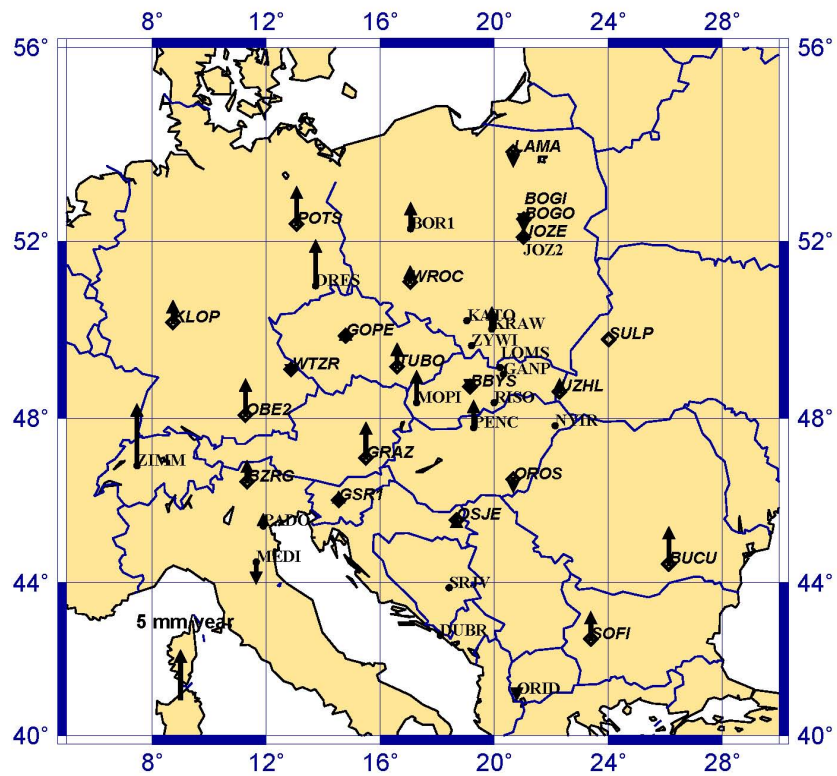 8° 12° 16° 20° 24° 28°
56° 56°
LAMA
BOGI
POTS BOGO
BOR1 JOZE
52° JOZ2 52°
WROC
DRES
KLOP KATO
KRAW
GOPE SULP
ZYWI
LOMS
WTZR TUBO GANP
BBYS UZHL
MOPI RISO
OBE2
48° PENC NYIR 48°
GRAZ
ZIMM
BZRG OROS
GSR1
PADO OSJE
MEDI BUCU
44° SRJV 44°
5 mm/year
DUBR SOFI
ORID
40° 40°
8° 12° 16° 20° 24° 28°